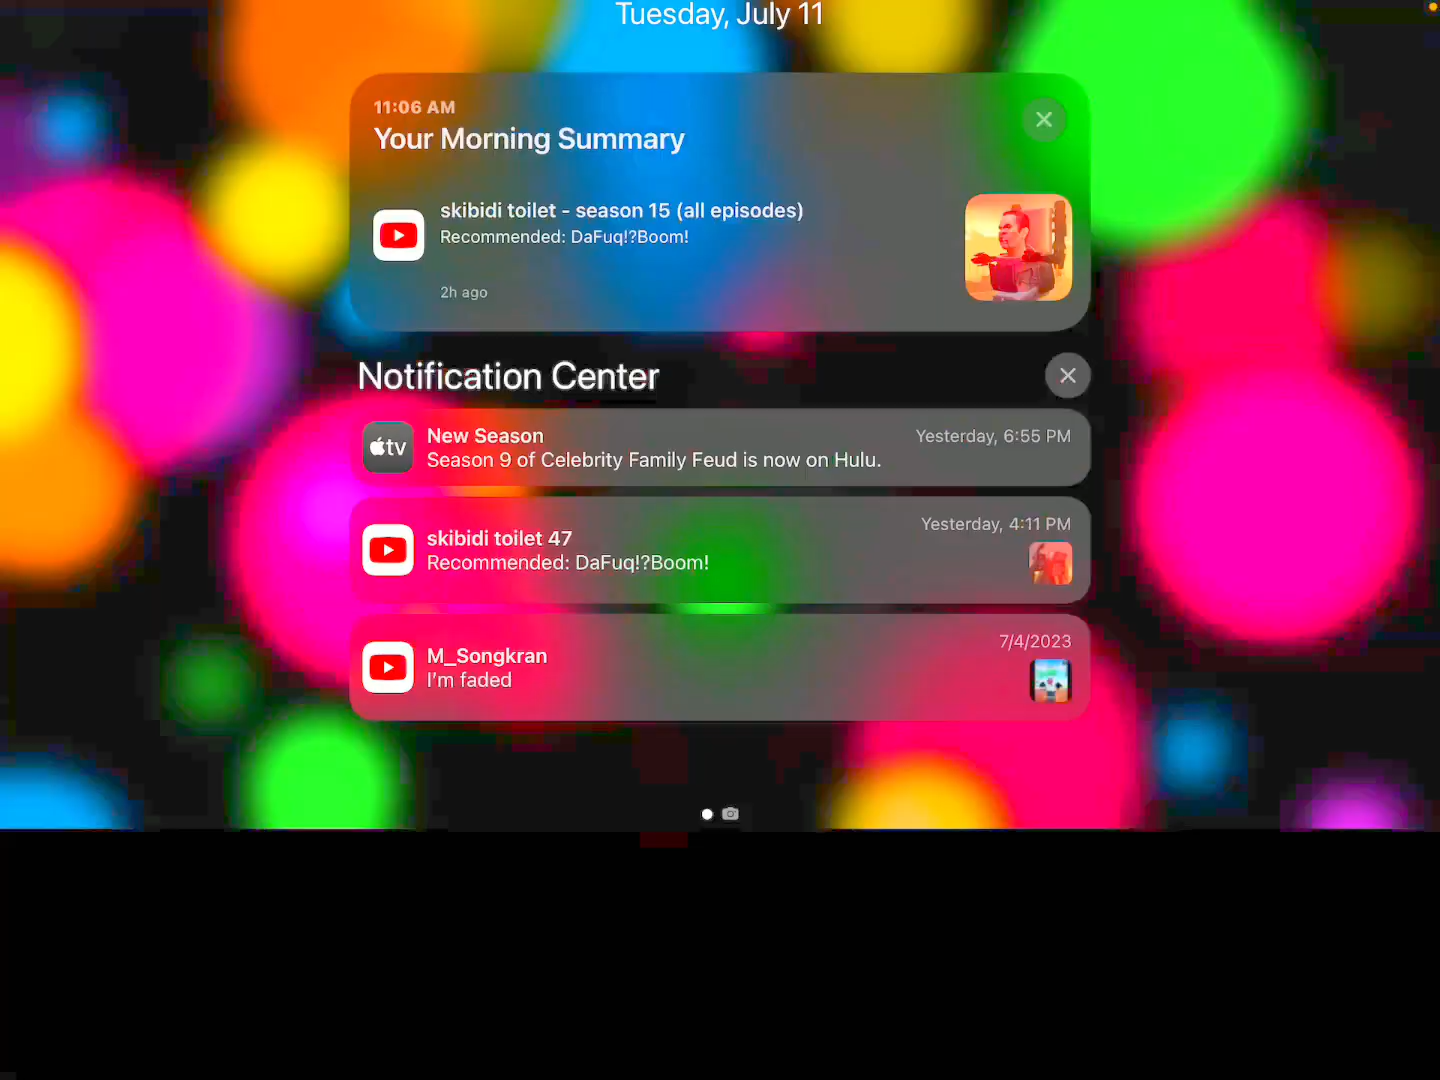 Tuesday, July 11
11:06 AM
Your Morning Summary
skibidi toilet - season 15 (all episodes)
Recommended: DaFuq!?Boom!
2h ago
Notification Center
tv
New Season
Yesterday, 6:55 PM
Season 9 of Celebrity Family Feud is now on Hulu.
Yesterday, 4:11 PM
skibidi toilet 47
Recommended: DaFuq!?Boom!
7/4/2023
M_Songkran
I'm faded